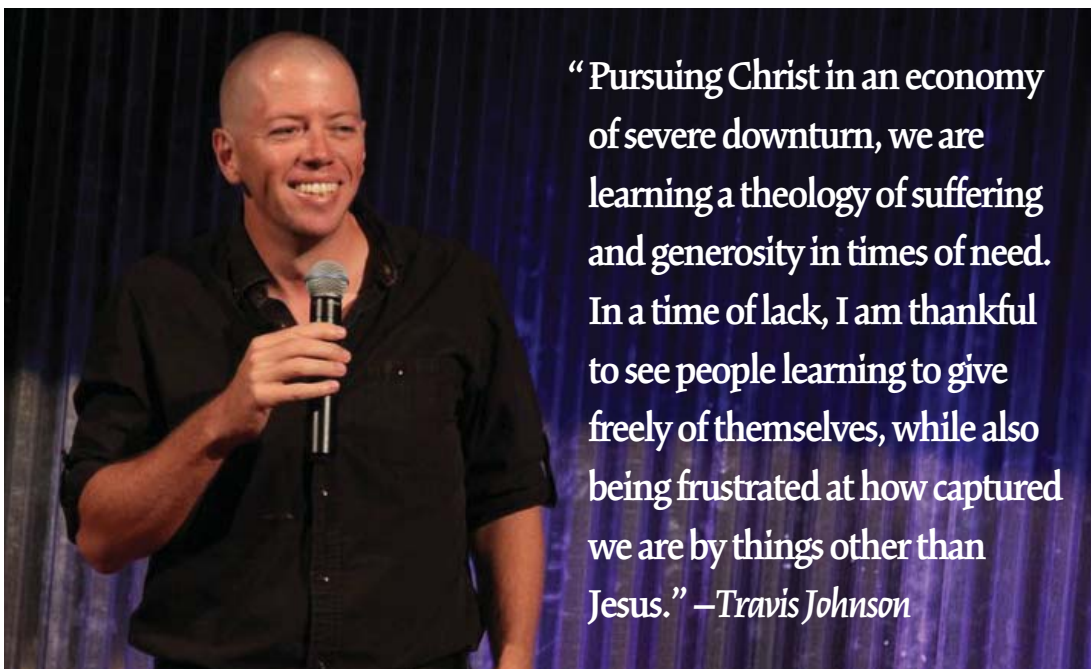 “Pursuing Christ in an economy
of severe downturn, we are
learning a theology of suffering
and generosity in times of need.
In a time of lack, I am thankful
to see people learning to give
freely of themselves, while also
being frustrated at how captured
we are by things other than
Jesus.” –Travis Johnson